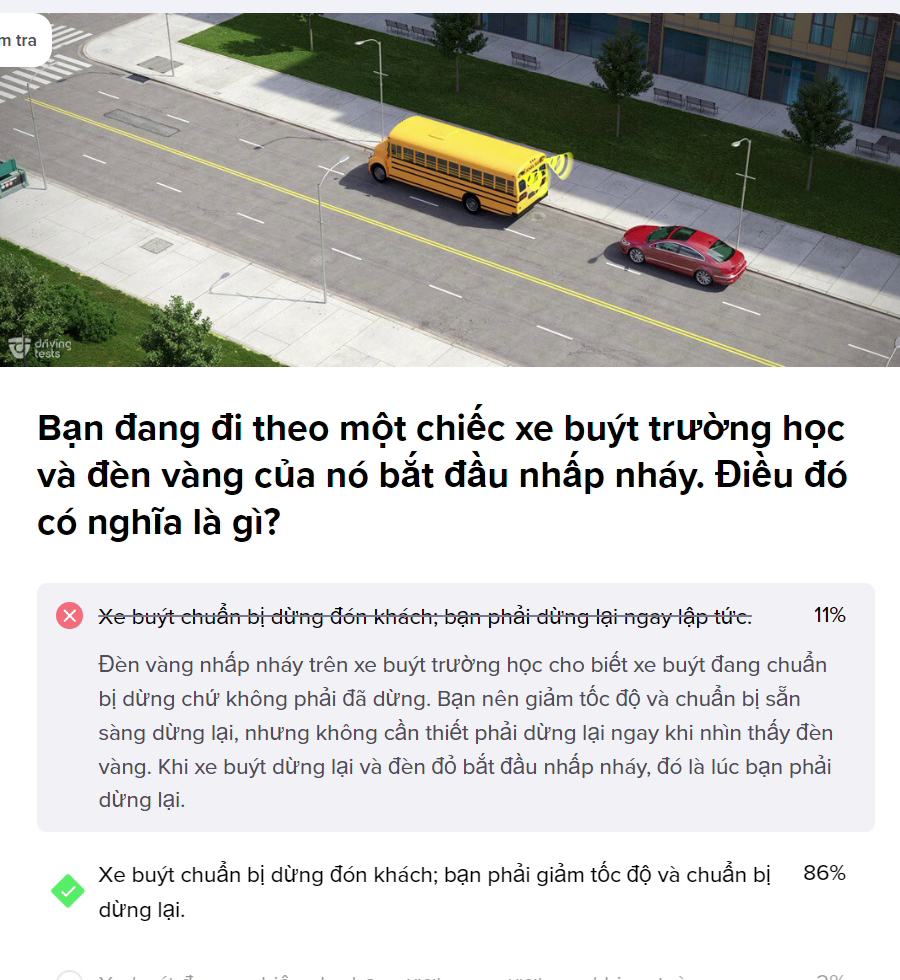 m tra
driving
tests
Bạn đang đi theo một chiếc xe buýt trường học
và đèn vàng của nó bắt đầu nhấp nháy. Điều đó
có nghĩa là gì?
Xe buýt chuẩn bị dừng đón khách; bạn phải dừng lại ngay lập tức.
11%
Đèn vàng nhấp nháy trên xe buýt trường học cho biết xe buýt đang chuẩn
bị dừng chứ không phải đã dừng. Bạn nên giảm tốc độ và chuẩn bị sẵn
sàng dừng lại, nhưng không cần thiết phải dừng lại ngay khi nhìn thấy đèn
vàng. Khi xe buýt dừng lại và đèn đỏ bắt đầu nhấp nháy, đó là lúc bạn phải
dừng lại.
Xe buýt chuẩn bị dừng đón khách; bạn phải giảm tốc độ và chuẩn bị
86%
dừng lại.